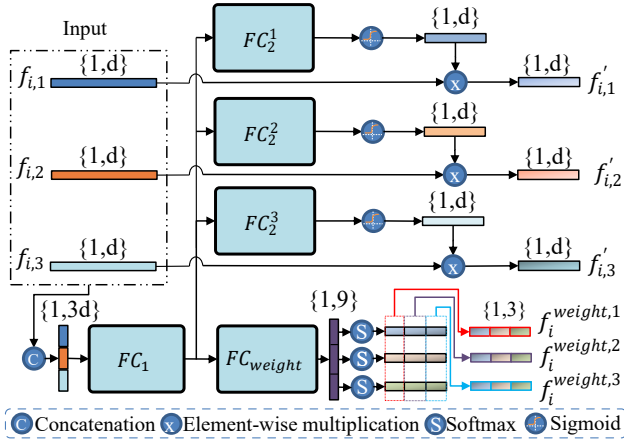 Input
{1,d}
f_{i,1}
{1,d}
f_{i,2}
{1,d}
f_{i,3}
FC_2^1
{1,d}
x
{1,d}
f'_{i,1}
FC_2^2
{1,d}
x
{1,d}
f'_{i,2}
FC_2^3
{1,d}
x
{1,d}
f'_{i,3}
{1,3d}
C
FC_1
FC_{weight}
{1,9}
S
S
S
{1,3}
f_i^{weight,1}
f_i^{weight,2}
f_i^{weight,3}
C Concatenation x Element-wise multiplication S Softmax Sigmoid